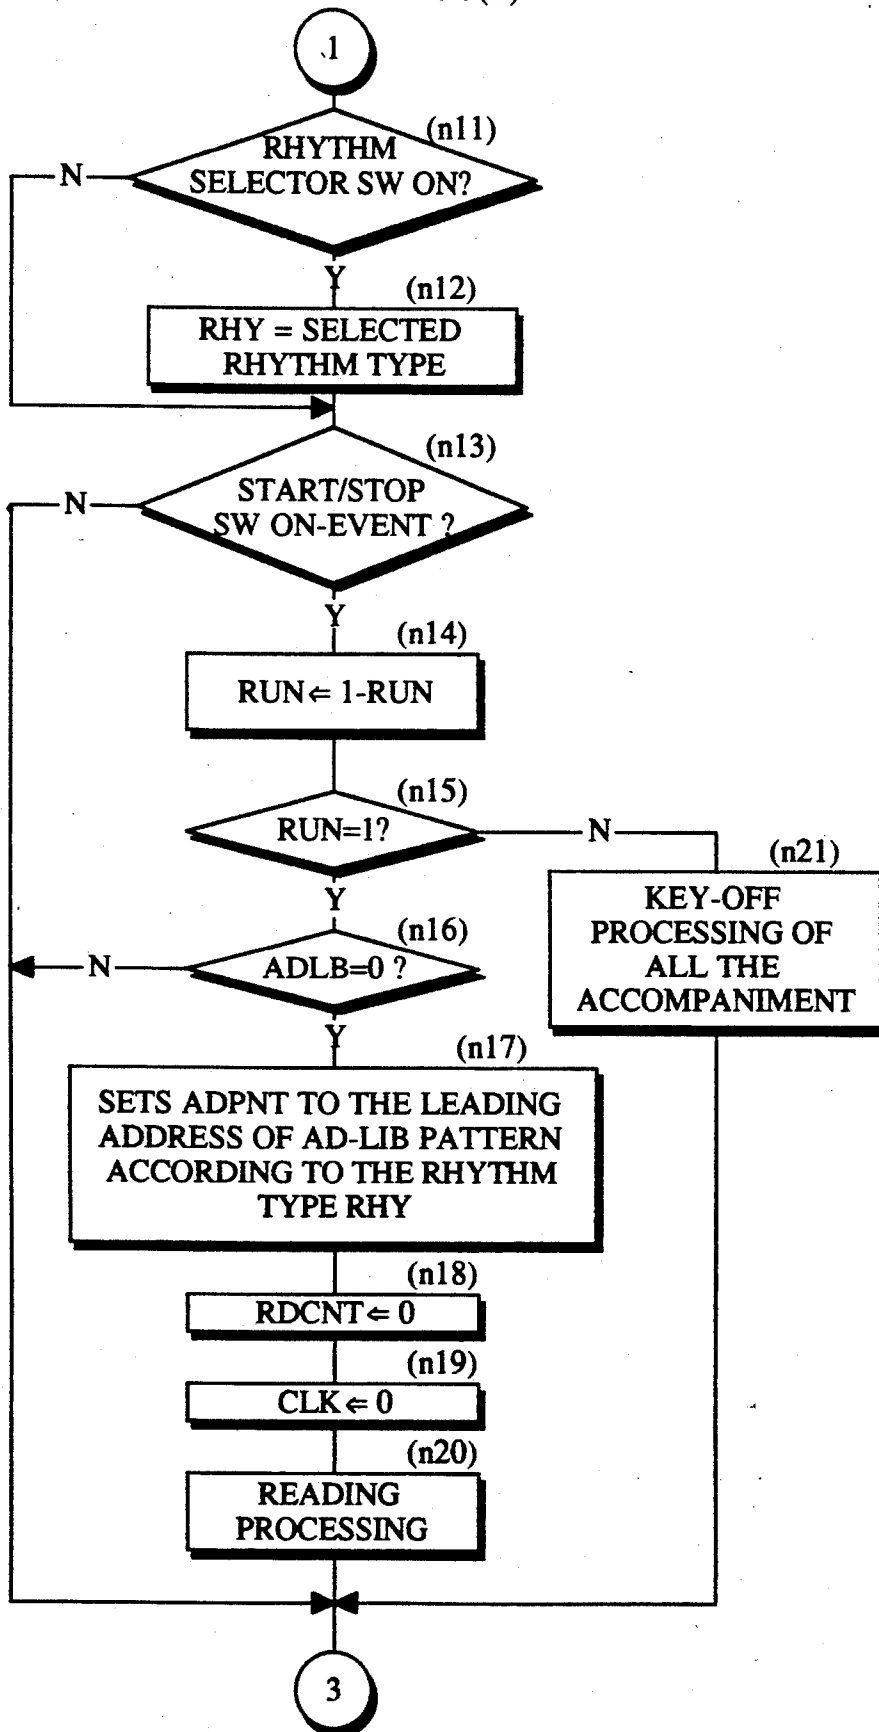 1
(n11)
RHYTHM
SELECTOR SW ON?
N
Y
(n12)
RHY = SELECTED
RHYTHM TYPE
(n13)
START/STOP
SW ON-EVENT ?
N
Y
(n14)
RUN ⇐ 1-RUN
(n15)
RUN=1?
N
Y
(n21)
KEY-OFF
PROCESSING OF
ALL THE
ACCOMPANIMENT
(n16)
ADLB=0 ?
N
Y
(n17)
SETS ADPNT TO THE LEADING
ADDRESS OF AD-LIB PATTERN
ACCORDING TO THE RHYTHM
TYPE RHY
(n18)
RDCNT ⇐ 0
(n19)
CLK ⇐ 0
(n20)
READING
PROCESSING
3